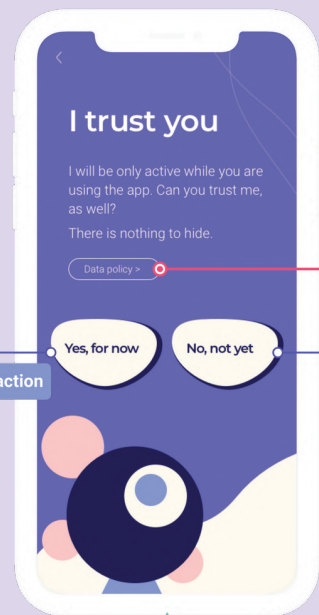 I trust you
I will be only active while you are
using the app. Can you trust me,
as well?
There is nothing to hide.
Data policy >
Yes, for now
No, not yet
action